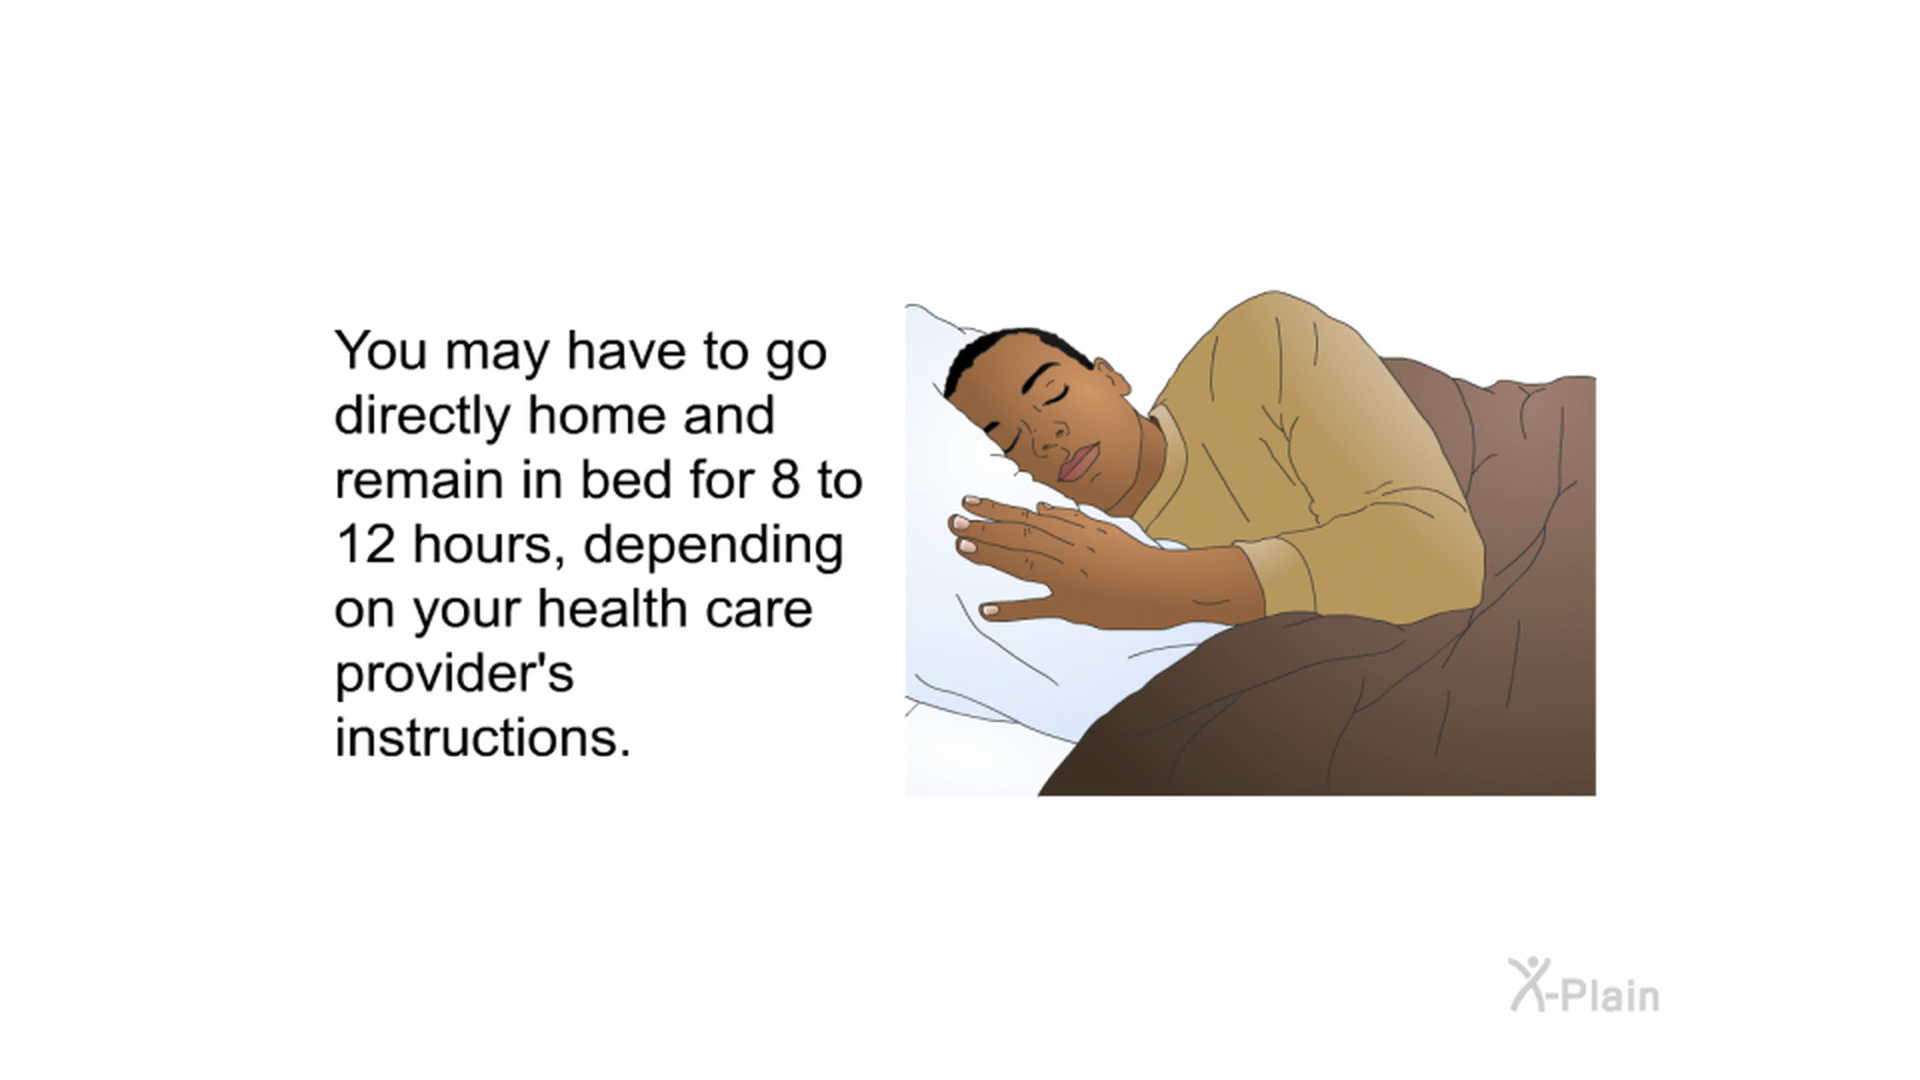 You may have to go
directly home and
remain in bed for 8 to
12 hours, depending
on your health care
provider's
instructions.
X-Plain